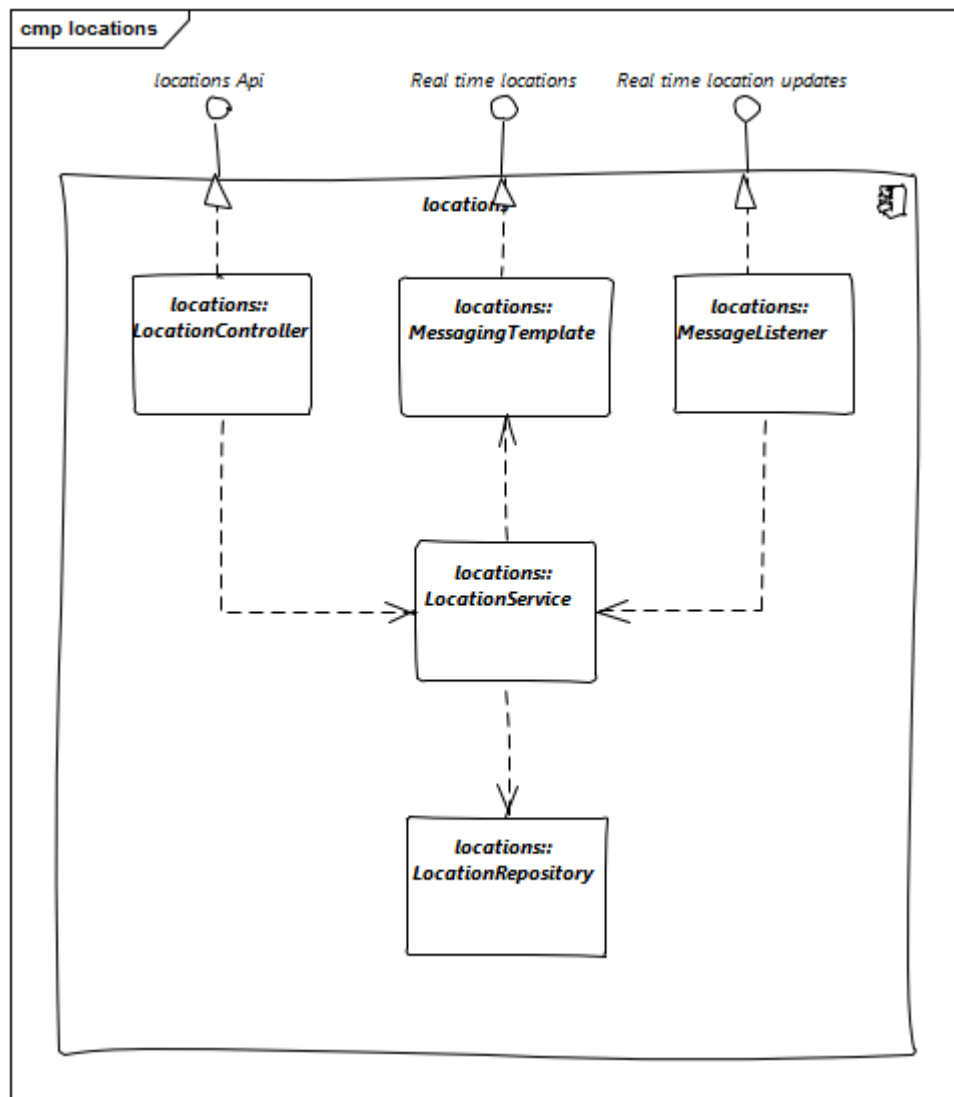 cmp locations
locations Api
Real time locations
Real time location updates
locations
locations::
LocationController
locations::
MessagingTemplate
locations::
MessageListener
locations::
LocationService
locations::
LocationRepository